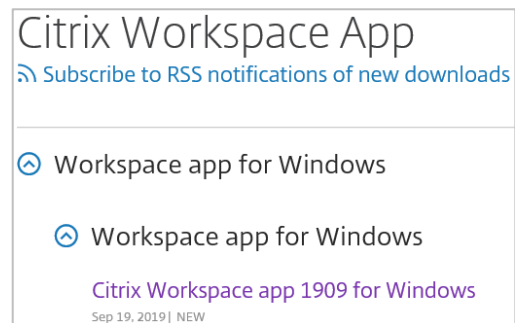 Citrix Workspace App
Subscribe to RSS notifications of new downloads
Workspace app for Windows
Workspace app for Windows
Citrix Workspace app 1909 for Windows
Sep 19, 2019 | NEW